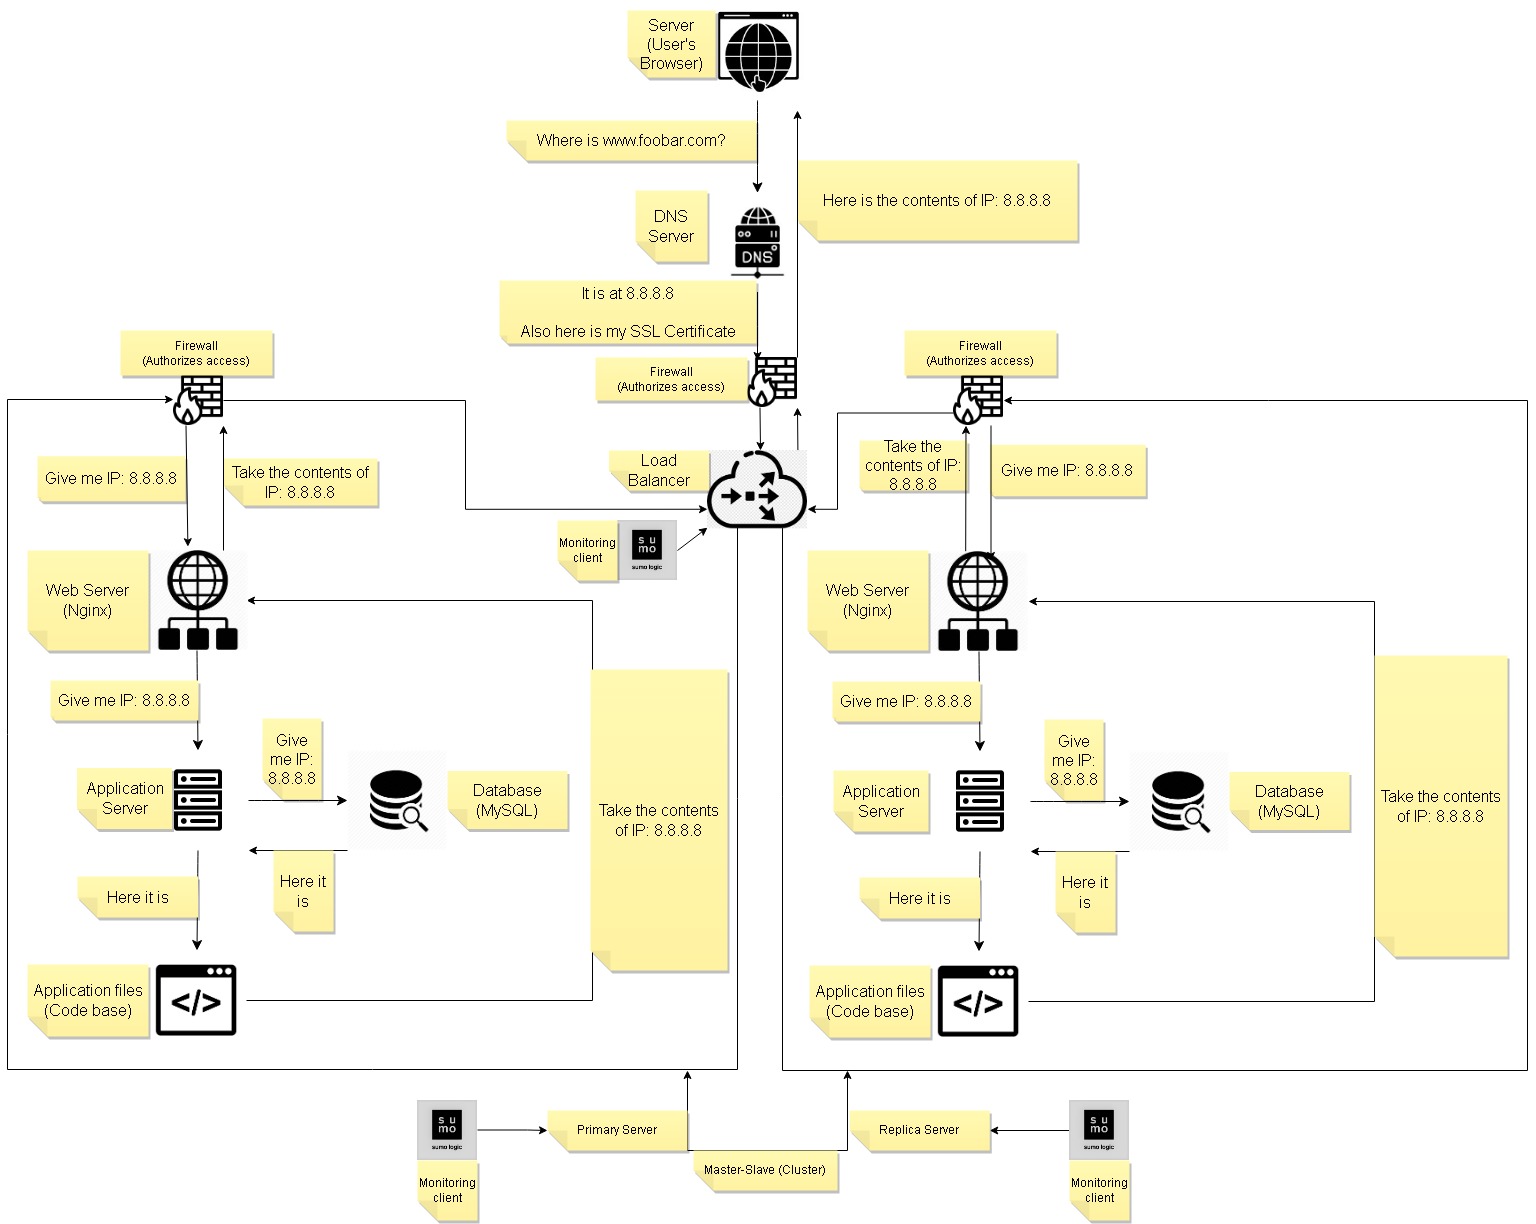 Server
(User's
Browser)
Where is www.foobar.com?
Here is the contents of IP: 8.8.8.8
DNS
Server
DNS
It is at 8.8.8.8
Also here is my SSL Certificate
Firewall
(Authorizes access)
Firewall
(Authorizes access)
Firewall
(Authorizes access)
Give me IP: 8.8.8.8
Take the contents of
IP: 8.8.8.8
Load
Balancer
Take the
contents of IP:
8.8.8.8
Give me IP: 8.8.8.8
Monitoring
client
su
mo
sumo logic
Web Server
(Nginx)
Web Server
(Nginx)
Give me IP: 8.8.8.8
Give me IP: 8.8.8.8
Give
me IP:
8.8.8.8
Give
me IP:
8.8.8.8
Application
Server
Database
(MySQL)
Take the contents
of IP: 8.8.8.8
Application
Server
Database
(MySQL)
Take the contents
of IP: 8.8.8.8
Here it is
Here it
is
Here it is
Here it
is
Application files
(Code base)
</>
Application files
(Code base)
</>
su
mo
sumo logic
Primary Server
Replica Server
su
mo
sumo logic
Master-Slave (Cluster)
Monitoring
client
Monitoring
client